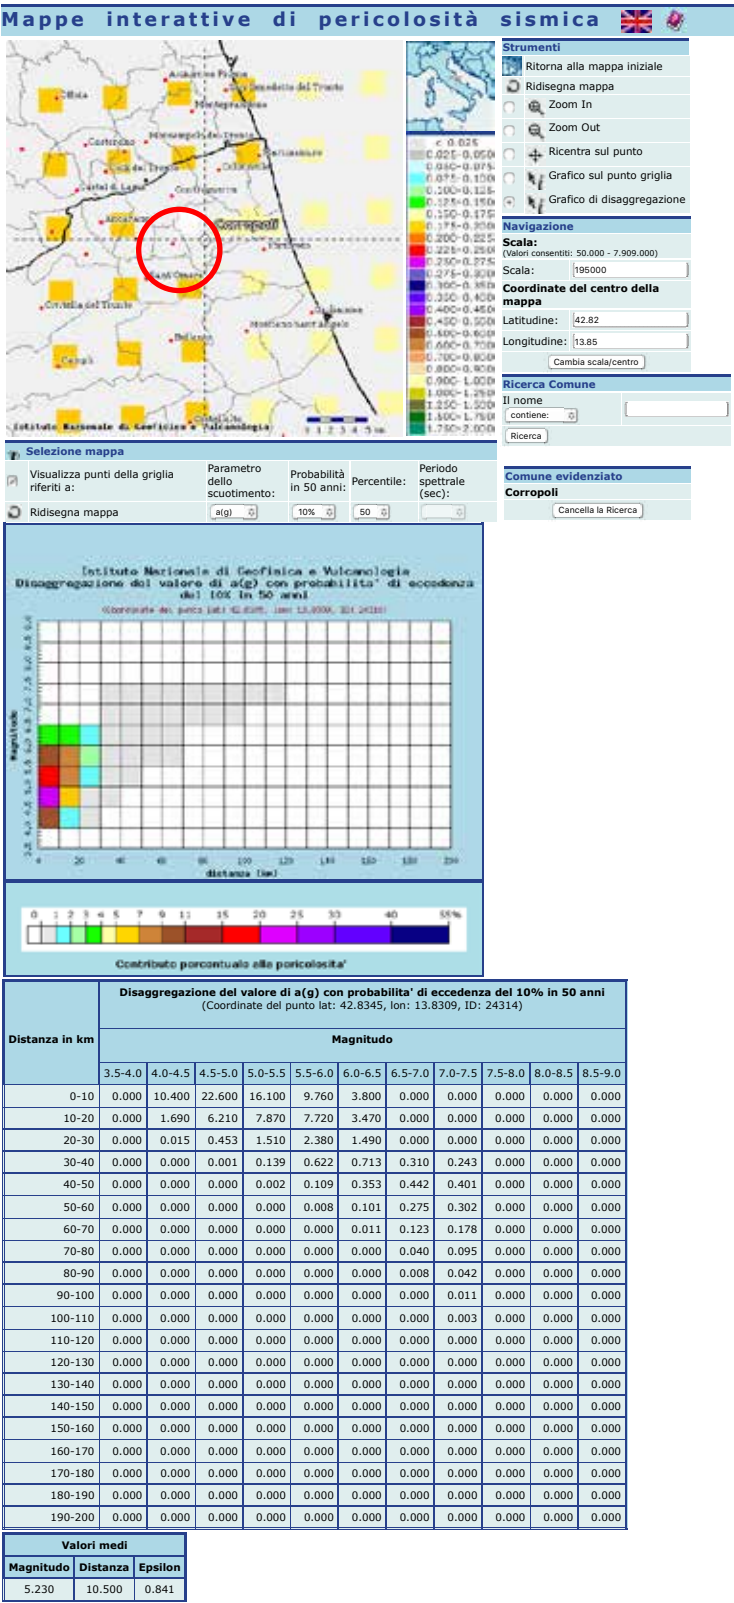 Mappe interattive di pericolosità sismica
Strumenti
Ritorna alla mappa iniziale
Ridisegna mappa
Zoom In
Zoom Out
Ricentra sul punto
Grafico sul punto griglia
Grafico di disaggregazione
Navigazione
Scala:
(Valori consentiti: 50.000 - 7.909.000)
Scala: 195000
Coordinate del centro della
mappa
Latitudine: 42.82
Longitudine: 13.85
Cambia scala/centro
Ricerca Comune
Il nome
contiene:
Ricerca
Comune evidenziato
Corropoli
Cancella la Ricerca
Corropoli
Istituto Nazionale di Geofisica e Vulcanologia
Selezione mappa
Visualizza punti della griglia
riferiti a:
Parametro
dello
scuotimento:
Probabilità
in 50 anni:
Percentile:
Periodo
spettrale
(sec):
Ridisegna mappa a(g) 10% 50
Istituto Nazionale di Geofisica e Vulcanologia
Disaggregazione del valore di a(g) con probabilita' di eccedenza
del 10% in 50 anni
Magnitudo
distanza [km]
0 1 2 3 4 5 7 9 11 15 20 25 30 40 55%
Contributo percentuale alla pericolosita'
Disaggregazione del valore di a(g) con probabilita' di eccedenza del 10% in 50 anni
(Coordinate del punto lat: 42.8345, lon: 13.8309, ID: 24314)
Distanza in km
Magnitudo
3.5-4.0 4.0-4.5 4.5-5.0 5.0-5.5 5.5-6.0 6.0-6.5 6.5-7.0 7.0-7.5 7.5-8.0 8.0-8.5 8.5-9.0
0-10 0.000 10.400 22.600 16.100 9.760 3.800 0.000 0.000 0.000 0.000 0.000
10-20 0.000 1.690 6.210 7.870 7.720 3.470 0.000 0.000 0.000 0.000 0.000
20-30 0.000 0.015 0.453 1.510 2.380 1.490 0.000 0.000 0.000 0.000 0.000
30-40 0.000 0.000 0.001 0.139 0.622 0.713 0.310 0.243 0.000 0.000 0.000
40-50 0.000 0.000 0.000 0.002 0.109 0.353 0.442 0.401 0.000 0.000 0.000
50-60 0.000 0.000 0.000 0.000 0.008 0.101 0.275 0.302 0.000 0.000 0.000
60-70 0.000 0.000 0.000 0.000 0.000 0.011 0.123 0.178 0.000 0.000 0.000
70-80 0.000 0.000 0.000 0.000 0.000 0.000 0.040 0.095 0.000 0.000 0.000
80-90 0.000 0.000 0.000 0.000 0.000 0.000 0.008 0.042 0.000 0.000 0.000
90-100 0.000 0.000 0.000 0.000 0.000 0.000 0.000 0.011 0.000 0.000 0.000
100-110 0.000 0.000 0.000 0.000 0.000 0.000 0.000 0.003 0.000 0.000 0.000
110-120 0.000 0.000 0.000 0.000 0.000 0.000 0.000 0.000 0.000 0.000 0.000
120-130 0.000 0.000 0.000 0.000 0.000 0.000 0.000 0.000 0.000 0.000 0.000
130-140 0.000 0.000 0.000 0.000 0.000 0.000 0.000 0.000 0.000 0.000 0.000
140-150 0.000 0.000 0.000 0.000 0.000 0.000 0.000 0.000 0.000 0.000 0.000
150-160 0.000 0.000 0.000 0.000 0.000 0.000 0.000 0.000 0.000 0.000 0.000
160-170 0.000 0.000 0.000 0.000 0.000 0.000 0.000 0.000 0.000 0.000 0.000
170-180 0.000 0.000 0.000 0.000 0.000 0.000 0.000 0.000 0.000 0.000 0.000
180-190 0.000 0.000 0.000 0.000 0.000 0.000 0.000 0.000 0.000 0.000 0.000
190-200 0.000 0.000 0.000 0.000 0.000 0.000 0.000 0.000 0.000 0.000 0.000
Valori medi
Magnitudo Distanza Epsilon
5.230 10.500 0.841